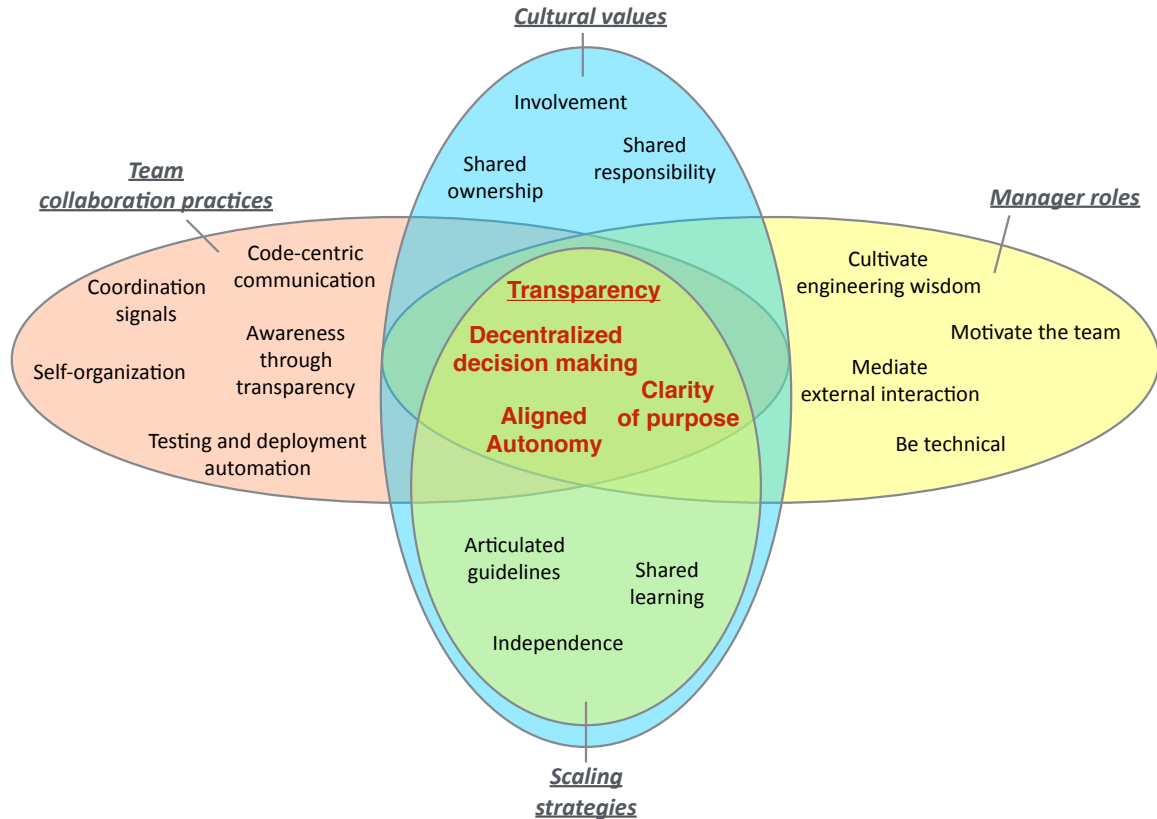 Cultural values
Involvement
Shared
responsibility
Shared
ownership
Team
collaboration practices
Manager roles
Code-centric
communication
Coordination
signals
Awareness
through
transparency
Self-organization
Testing and deployment
automation
Transparency
Decentralized
decision making
Clarity
of purpose
Aligned
Autonomy
Cultivate
engineering wisdom
Motivate the team
Mediate
external interaction
Be technical
Articulated
guidelines
Shared
learning
Independence
Scaling
strategies